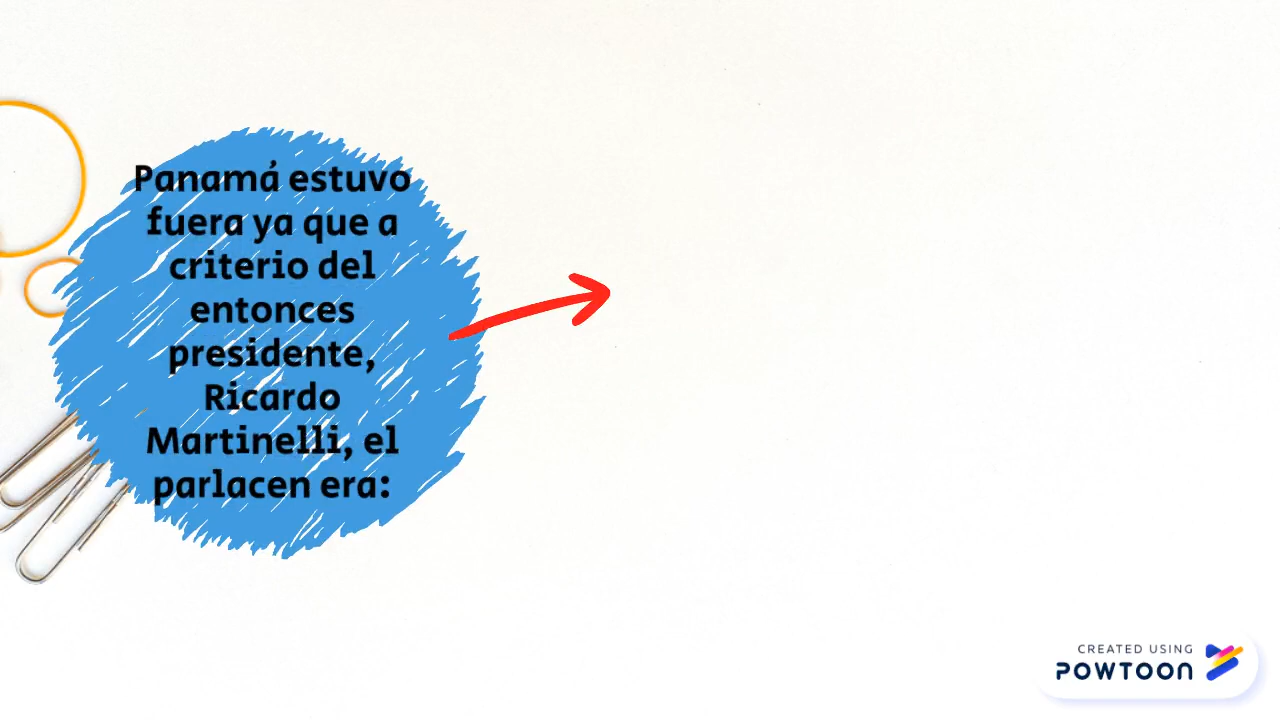 Panamá estuvo
fuera ya que a
criterio del
entonces
presidente,
Ricardo
Martinelli, el
parlacen era:
CREATED USING
POWTOON